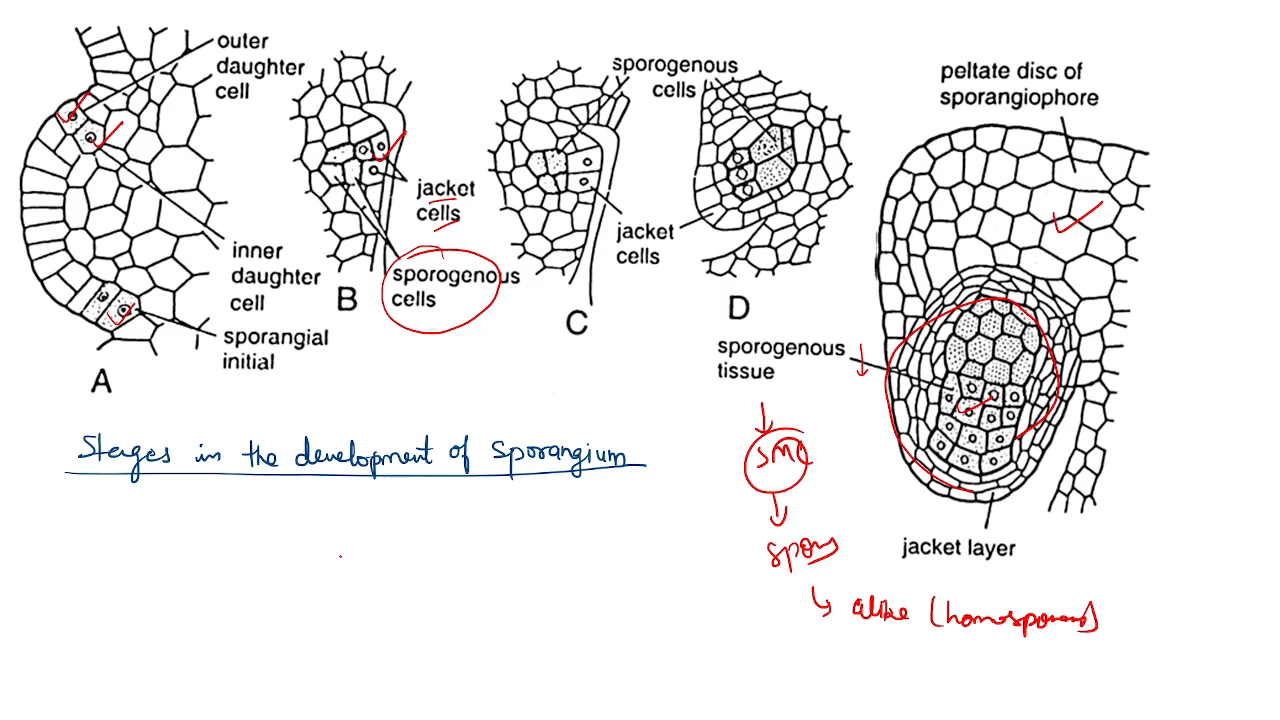 outer
daughter
cell
inner
daughter
cell
sporangial
initial
A
jacket
cells
sporogenous
cells
B
sporogenous
cells
jacket
cells
C
D
peltate disc of
sporangiophore
sporogenous
tissue
jacket layer
Stages in the development of sporangium
SMC
spores
↳ alike (homosporous)